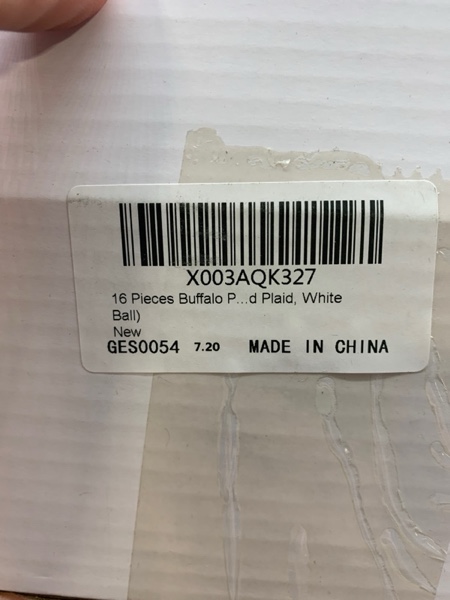 X003AQK327
16 Pieces Buffalo P...d Plaid, White
Ball)
New
GES0054 7.20 MADE IN CHINA